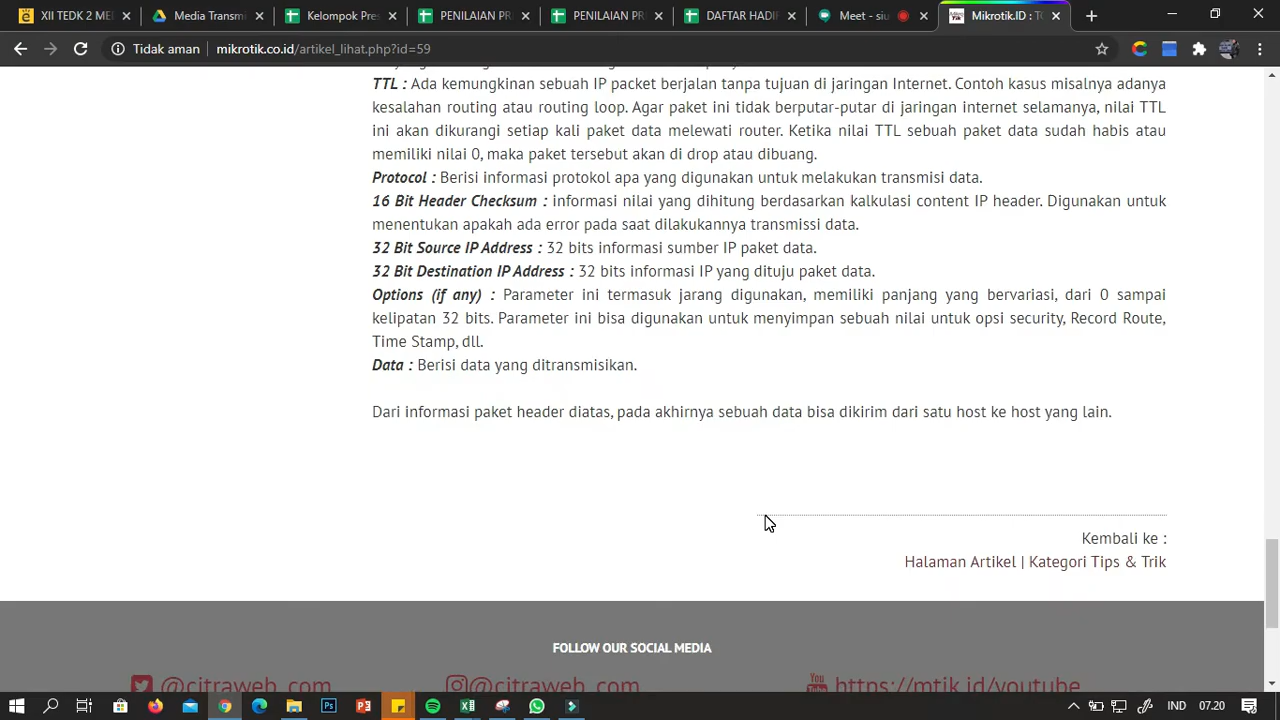 XII TEDK 2 ME
Media Transm
Kelompok Pres
PENILAIAN PR
PENILAIAN PR
DAFTAR HADIR
Meet - siu
Mikrotik.ID : TC
Tidak aman
mikrotik.co.id/artikel_lihat.php?id=59
TTL : Ada kemungkinan sebuah IP packet berjalan tanpa tujuan di jaringan Internet. Contoh kasus misalnya adanya
kesalahan routing atau routing loop. Agar paket ini tidak berputar-putar di jaringan internet selamanya, nilai TTL
ini akan dikurangi setiap kali paket data melewati router. Ketika nilai TTL sebuah paket data sudah habis atau
memiliki nilai 0, maka paket tersebut akan di drop atau dibuang.
Protocol : Berisi informasi protokol apa yang digunakan untuk melakukan transmisi data.
16 Bit Header Checksum : informasi nilai yang dihitung berdasarkan kalkulasi content IP header. Digunakan untuk
menentukan apakah ada error pada saat dilakukannya transmissi data.
32 Bit Source IP Address : 32 bits informasi sumber IP paket data.
32 Bit Destination IP Address : 32 bits informasi IP yang dituju paket data.
Options (if any) : Parameter ini termasuk jarang digunakan, memiliki panjang yang bervariasi, dari 0 sampai
kelipatan 32 bits. Parameter ini bisa digunakan untuk menyimpan sebuah nilai untuk opsi security, Record Route,
Time Stamp, dll.
Data : Berisi data yang ditransmisikan.
Dari informasi paket header diatas, pada akhirnya sebuah data bisa dikirim dari satu host ke host yang lain.
Kembali ke :
Halaman Artikel | Kategori Tips & Trik
FOLLOW OUR SOCIAL MEDIA
@citraweb_com
@citraweb_com
https://mtik.id/youtube
IND
07.20